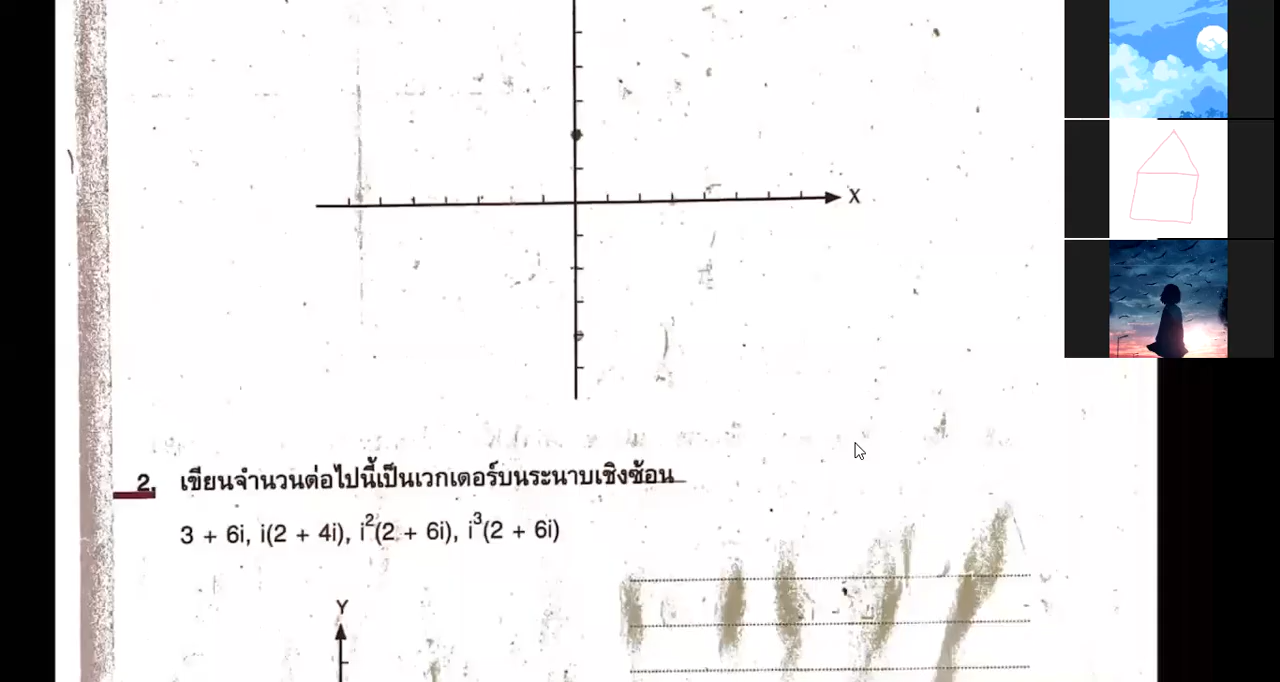 X
2. เขียนจำนวนต่อไปนี้เป็นเวกเตอร์บนระนาบเชิงซ้อน
3 + 6i, i(2 + 4i), i²(2 + 6i), i³(2 + 6i)
Y